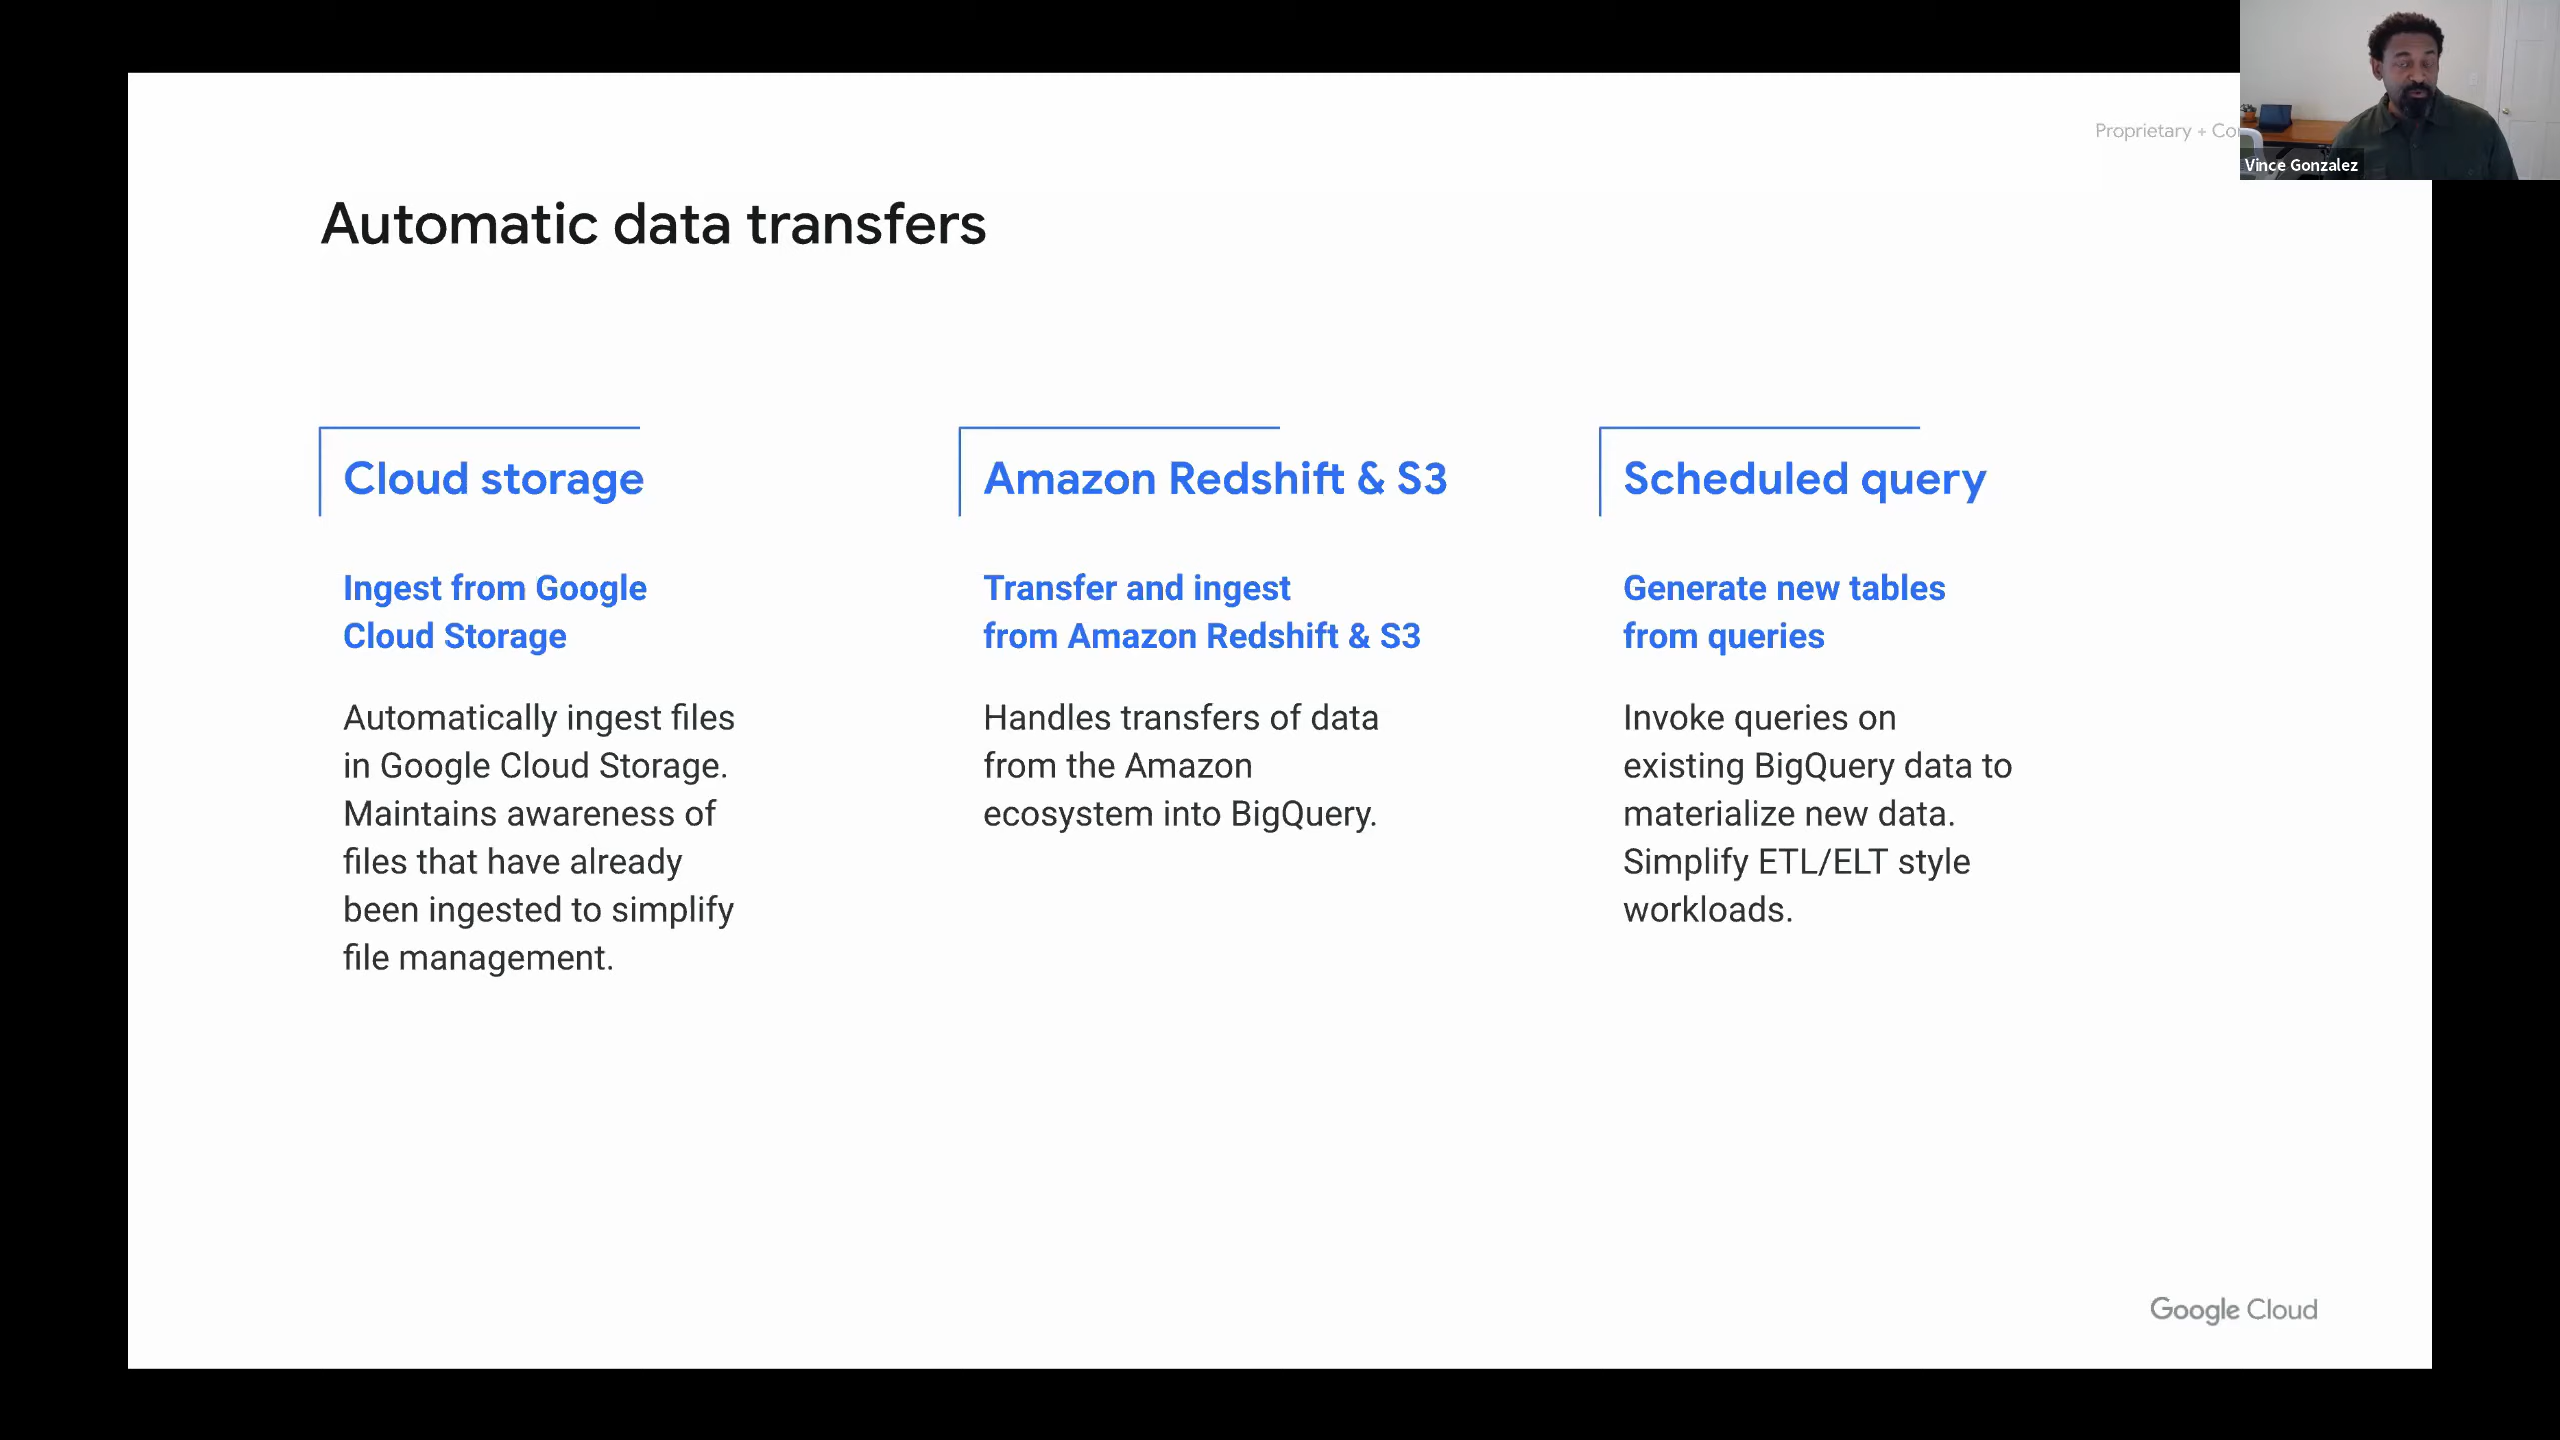 Proprietary +
Vince Gonzalez
Automatic data transfers
Cloud storage
Ingest from Google
Cloud Storage
Automatically ingest files
in Google Cloud Storage.
Maintains awareness of
files that have already
been ingested to simplify
file management.
Amazon Redshift & S3
Transfer and ingest
from Amazon Redshift & S3
Handles transfers of data
from the Amazon
ecosystem into BigQuery.
Scheduled query
Generate new tables
from queries
Invoke queries on
existing BigQuery data to
materialize new data.
Simplify ETL/ELT style
workloads.
Google Cloud